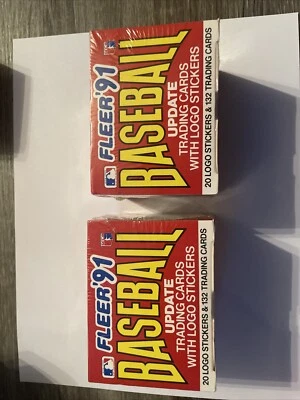 FLEER '91
BASEBALL
UPDATE
TRADING CARDS
WITH LOGO STICKERS
20 LOGO STICKERS & 132 TRADING CARDS
FLEER '91
BASEBALL
UPDATE
TRADING CARDS
WITH LOGO STICKERS
20 LOGO STICKERS & 132 TRADING CARDS